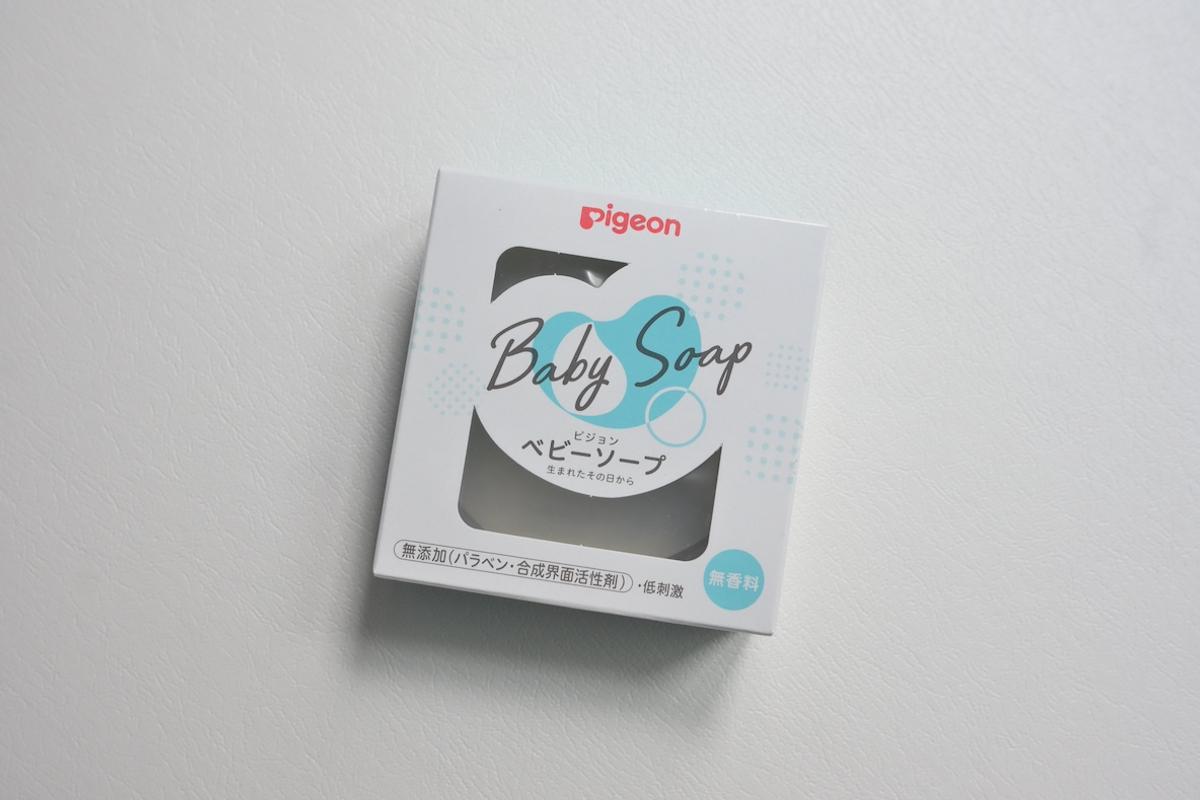 Pigeon
Baby Soap
ピジョン
ベビーソープ
生まれたその日から
無添加(パラベン・合成界面活性剤)・低刺激
無香料